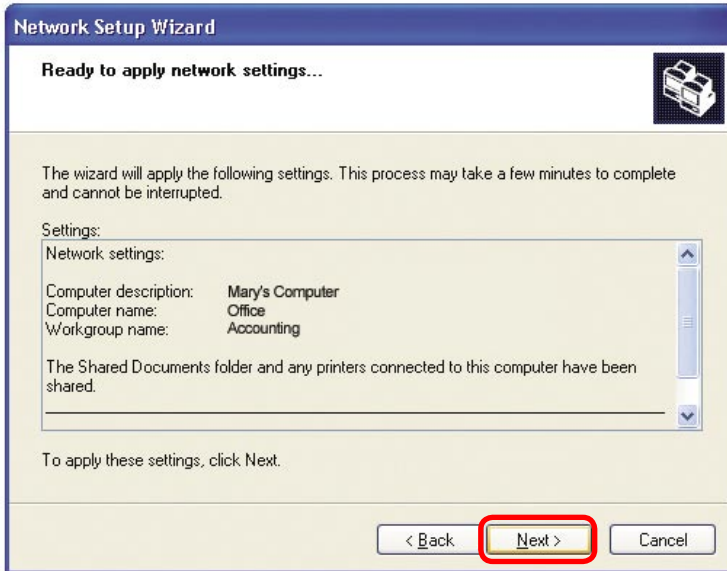 Network Setup Wizard
Ready to apply network settings...
The wizard will apply the following settings. This process may take a few minutes to complete
and cannot be interrupted.
Settings:
Network settings:
Computer description: Mary's Computer
Computer name: Office
Workgroup name: Accounting
The Shared Documents folder and any printers connected to this computer have been
shared.
To apply these settings, click Next.
< Back Next > Cancel